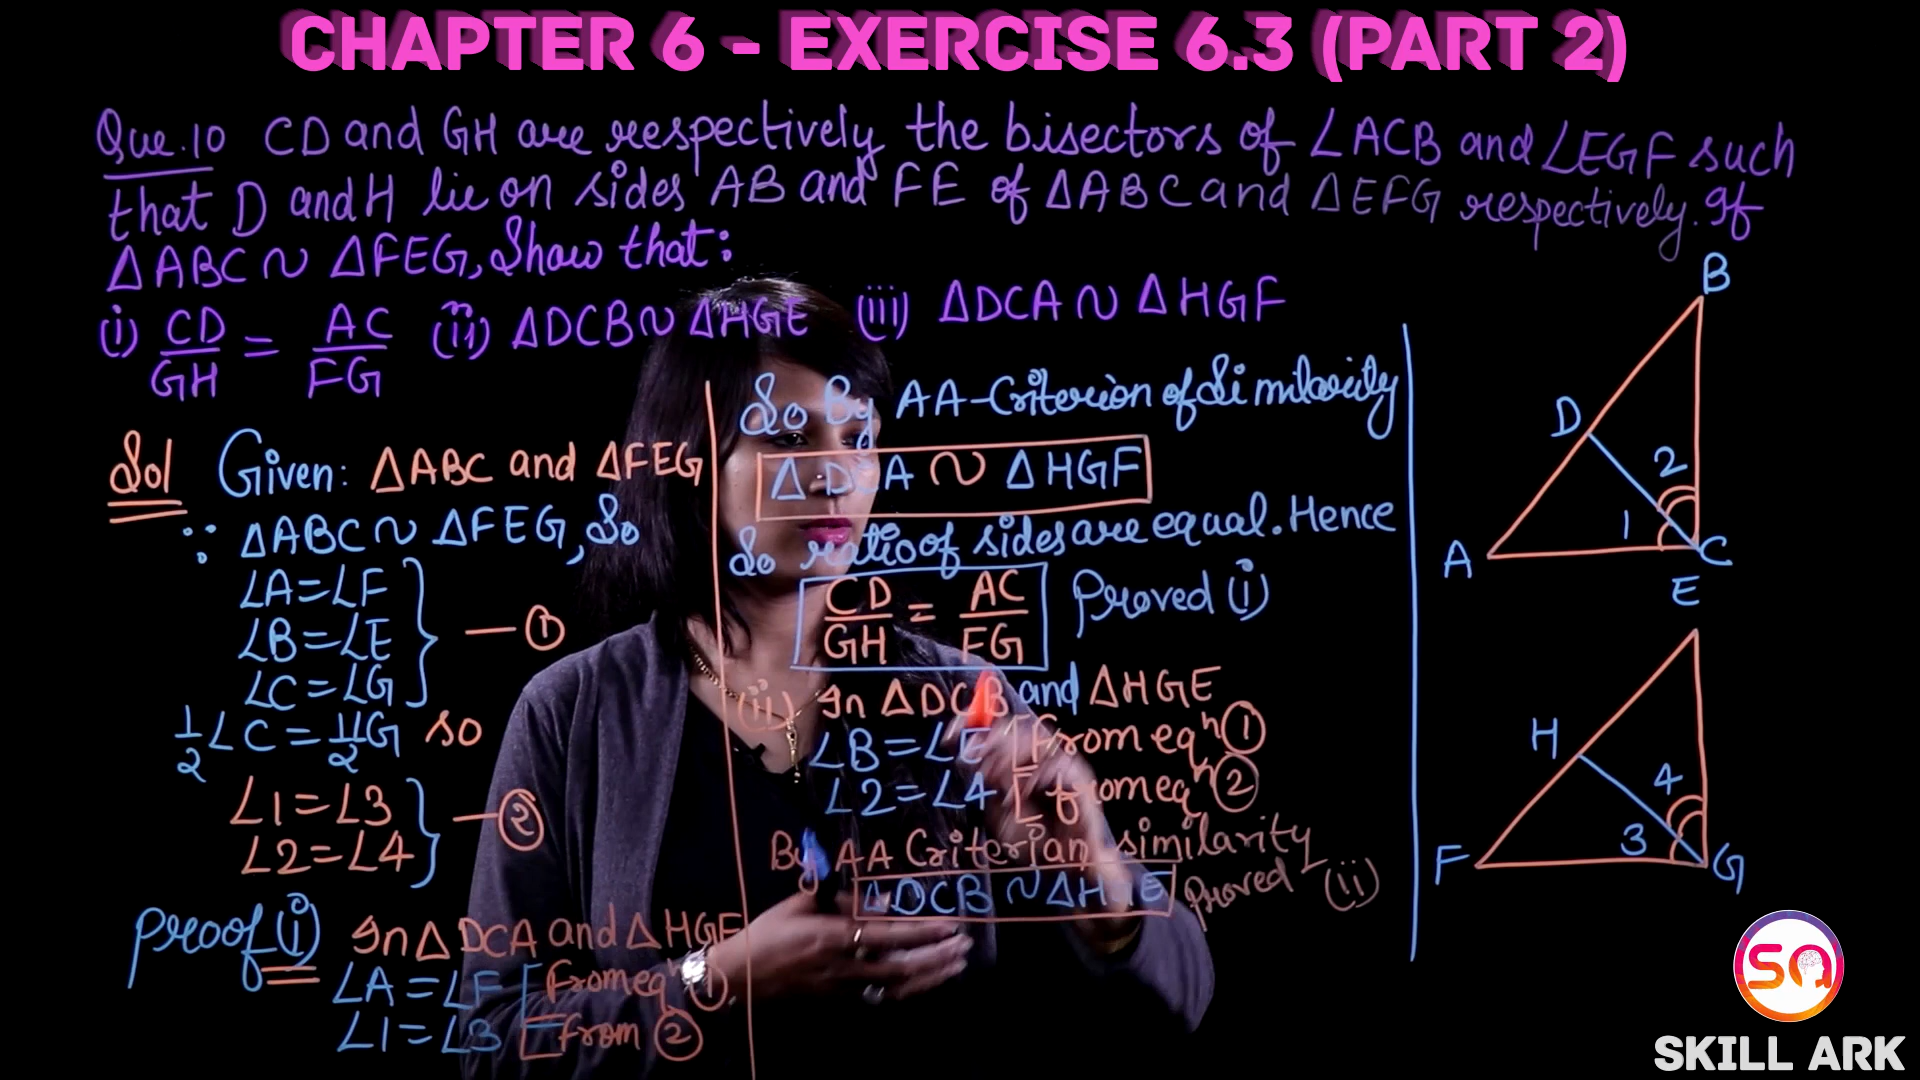 CHAPTER 6 - EXERCISE 6.3 (PART 2)
Que.10 CD and GH are respectively the bisectors of ∠ACB and ∠EGF such
that D and H lie on sides AB and FE of ΔABC and ΔEFG respectively. If
ΔABC ~ ΔFEG, Show that:
(i) CD/GH = AC/FG (ii) ΔDCB ~ ΔHGE (iii) ΔDCA ~ ΔHGF
Sol Given: ΔABC and ΔFEG
∵ ΔABC ~ ΔFEG, So
∠A=∠F
∠B=∠E
∠C=∠G
— ①
1/2 ∠C = 1/2 ∠G so
∠1=∠3
∠2=∠4
— ②
Proof (i) In Δ DCA and Δ HGF
∠A=∠F [From eqn ①
∠1=∠3 [from ②
So By AA-Criterion of Similarity
Δ DCA ~ Δ HGF
So ratio of sides are equal. Hence
CD/GH = AC/FG Proved (i)
(ii) In ΔDCB and ΔHGE
∠B=∠E [From eqn ①
∠2=∠4 [from eqn ②
By AA Criterian similarity
ΔDCB ~ ΔHGE Proved (ii)
B
D
2
1
A
C
E
H
4
3
F
G
SA
SKILL ARK